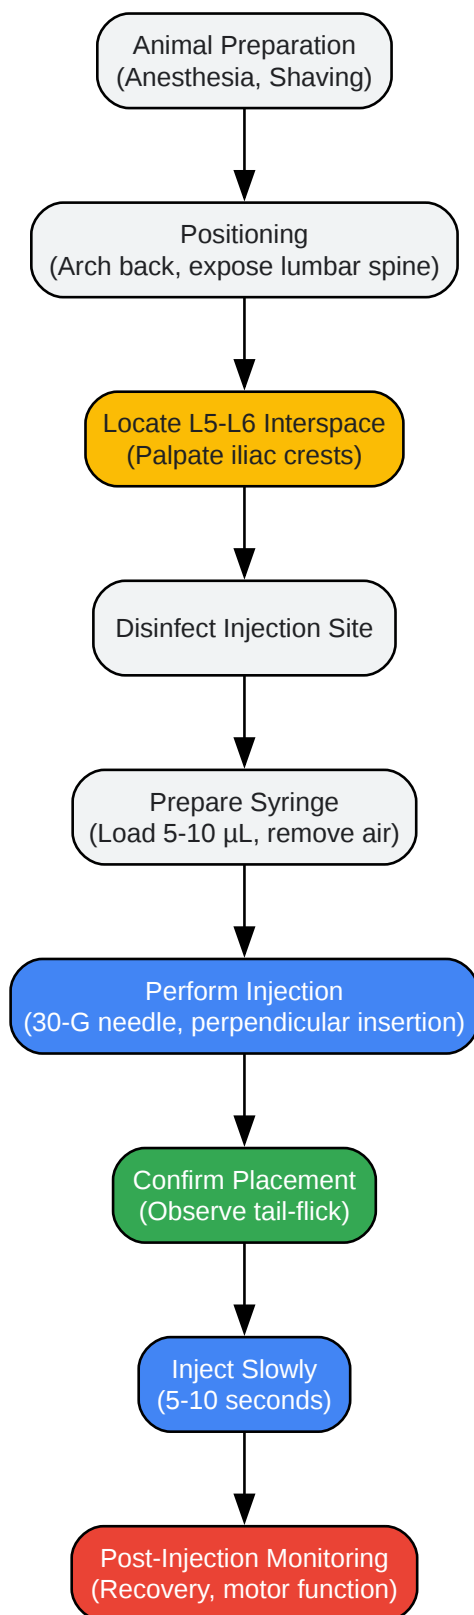 Animal Preparation
(Anesthesia, Shaving)
Positioning
(Arch back, expose lumbar spine)
Locate L5-L6 Interspace
(Palpate iliac crests)
Disinfect Injection Site
Prepare Syringe
(Load 5-10 µL, remove air)
Perform Injection
(30-G needle, perpendicular insertion)
Confirm Placement
(Observe tail-flick)
Inject Slowly
(5-10 seconds)
Post-Injection Monitoring
(Recovery, motor function)